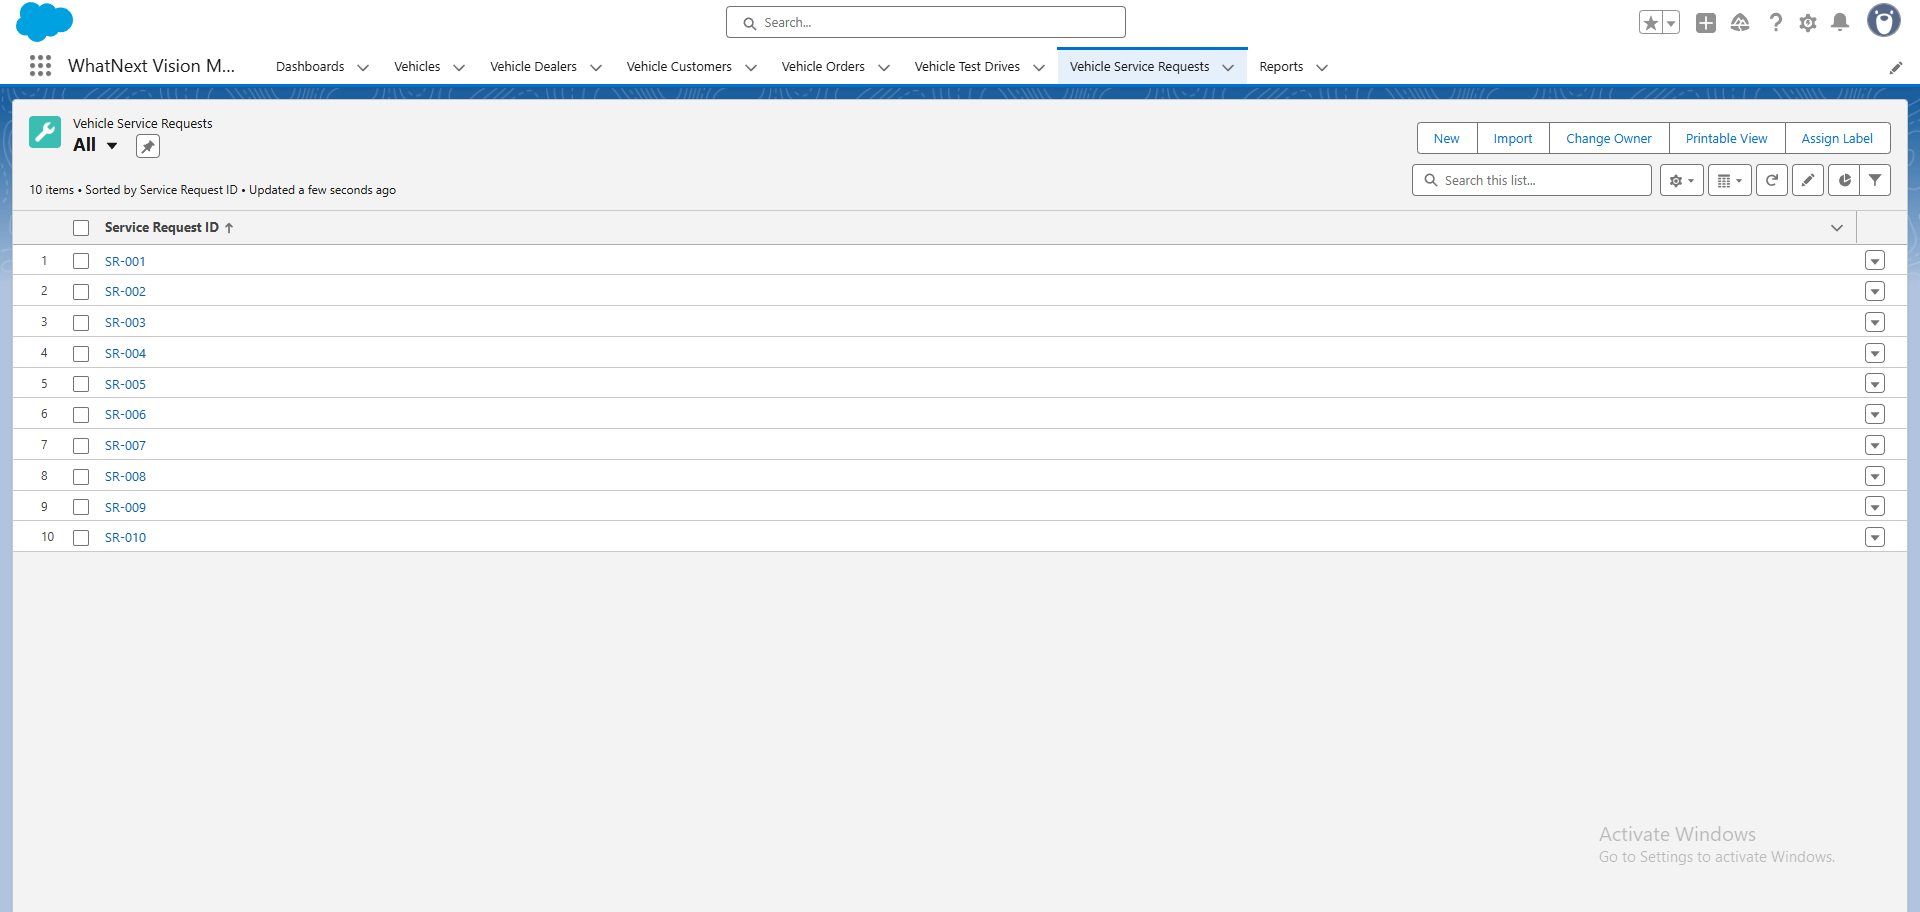 Search...
WhatNext Vision M...
Dashboards
Vehicles
Vehicle Dealers
Vehicle Customers
Vehicle Orders
Vehicle Test Drives
Vehicle Service Requests
Reports
Vehicle Service Requests
All
New
Import
Change Owner
Printable View
Assign Label
10 items • Sorted by Service Request ID • Updated a few seconds ago
Search this list...
Service Request ID
1 SR-001
2 SR-002
3 SR-003
4 SR-004
5 SR-005
6 SR-006
7 SR-007
8 SR-008
9 SR-009
10 SR-010
Activate Windows
Go to Settings to activate Windows.